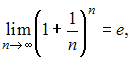 lim_{n→∞} (1 + 1/n)^n = e,